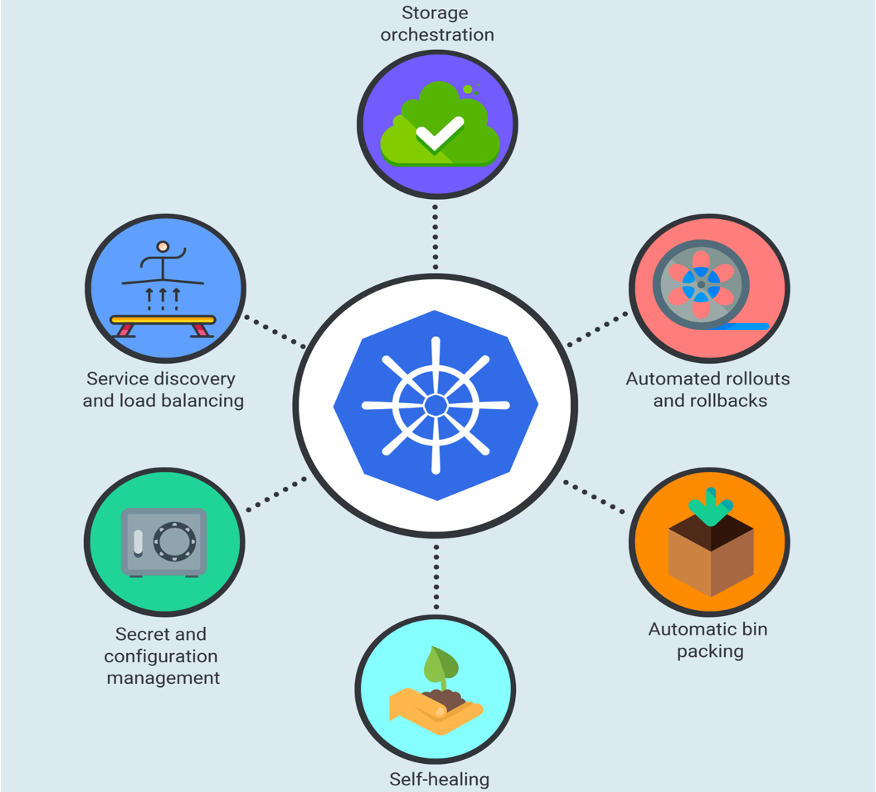 Storage
orchestration
Service discovery
and load balancing
Automated rollouts
and rollbacks
Secret and
configuration
management
Automatic bin
packing
Self-healing